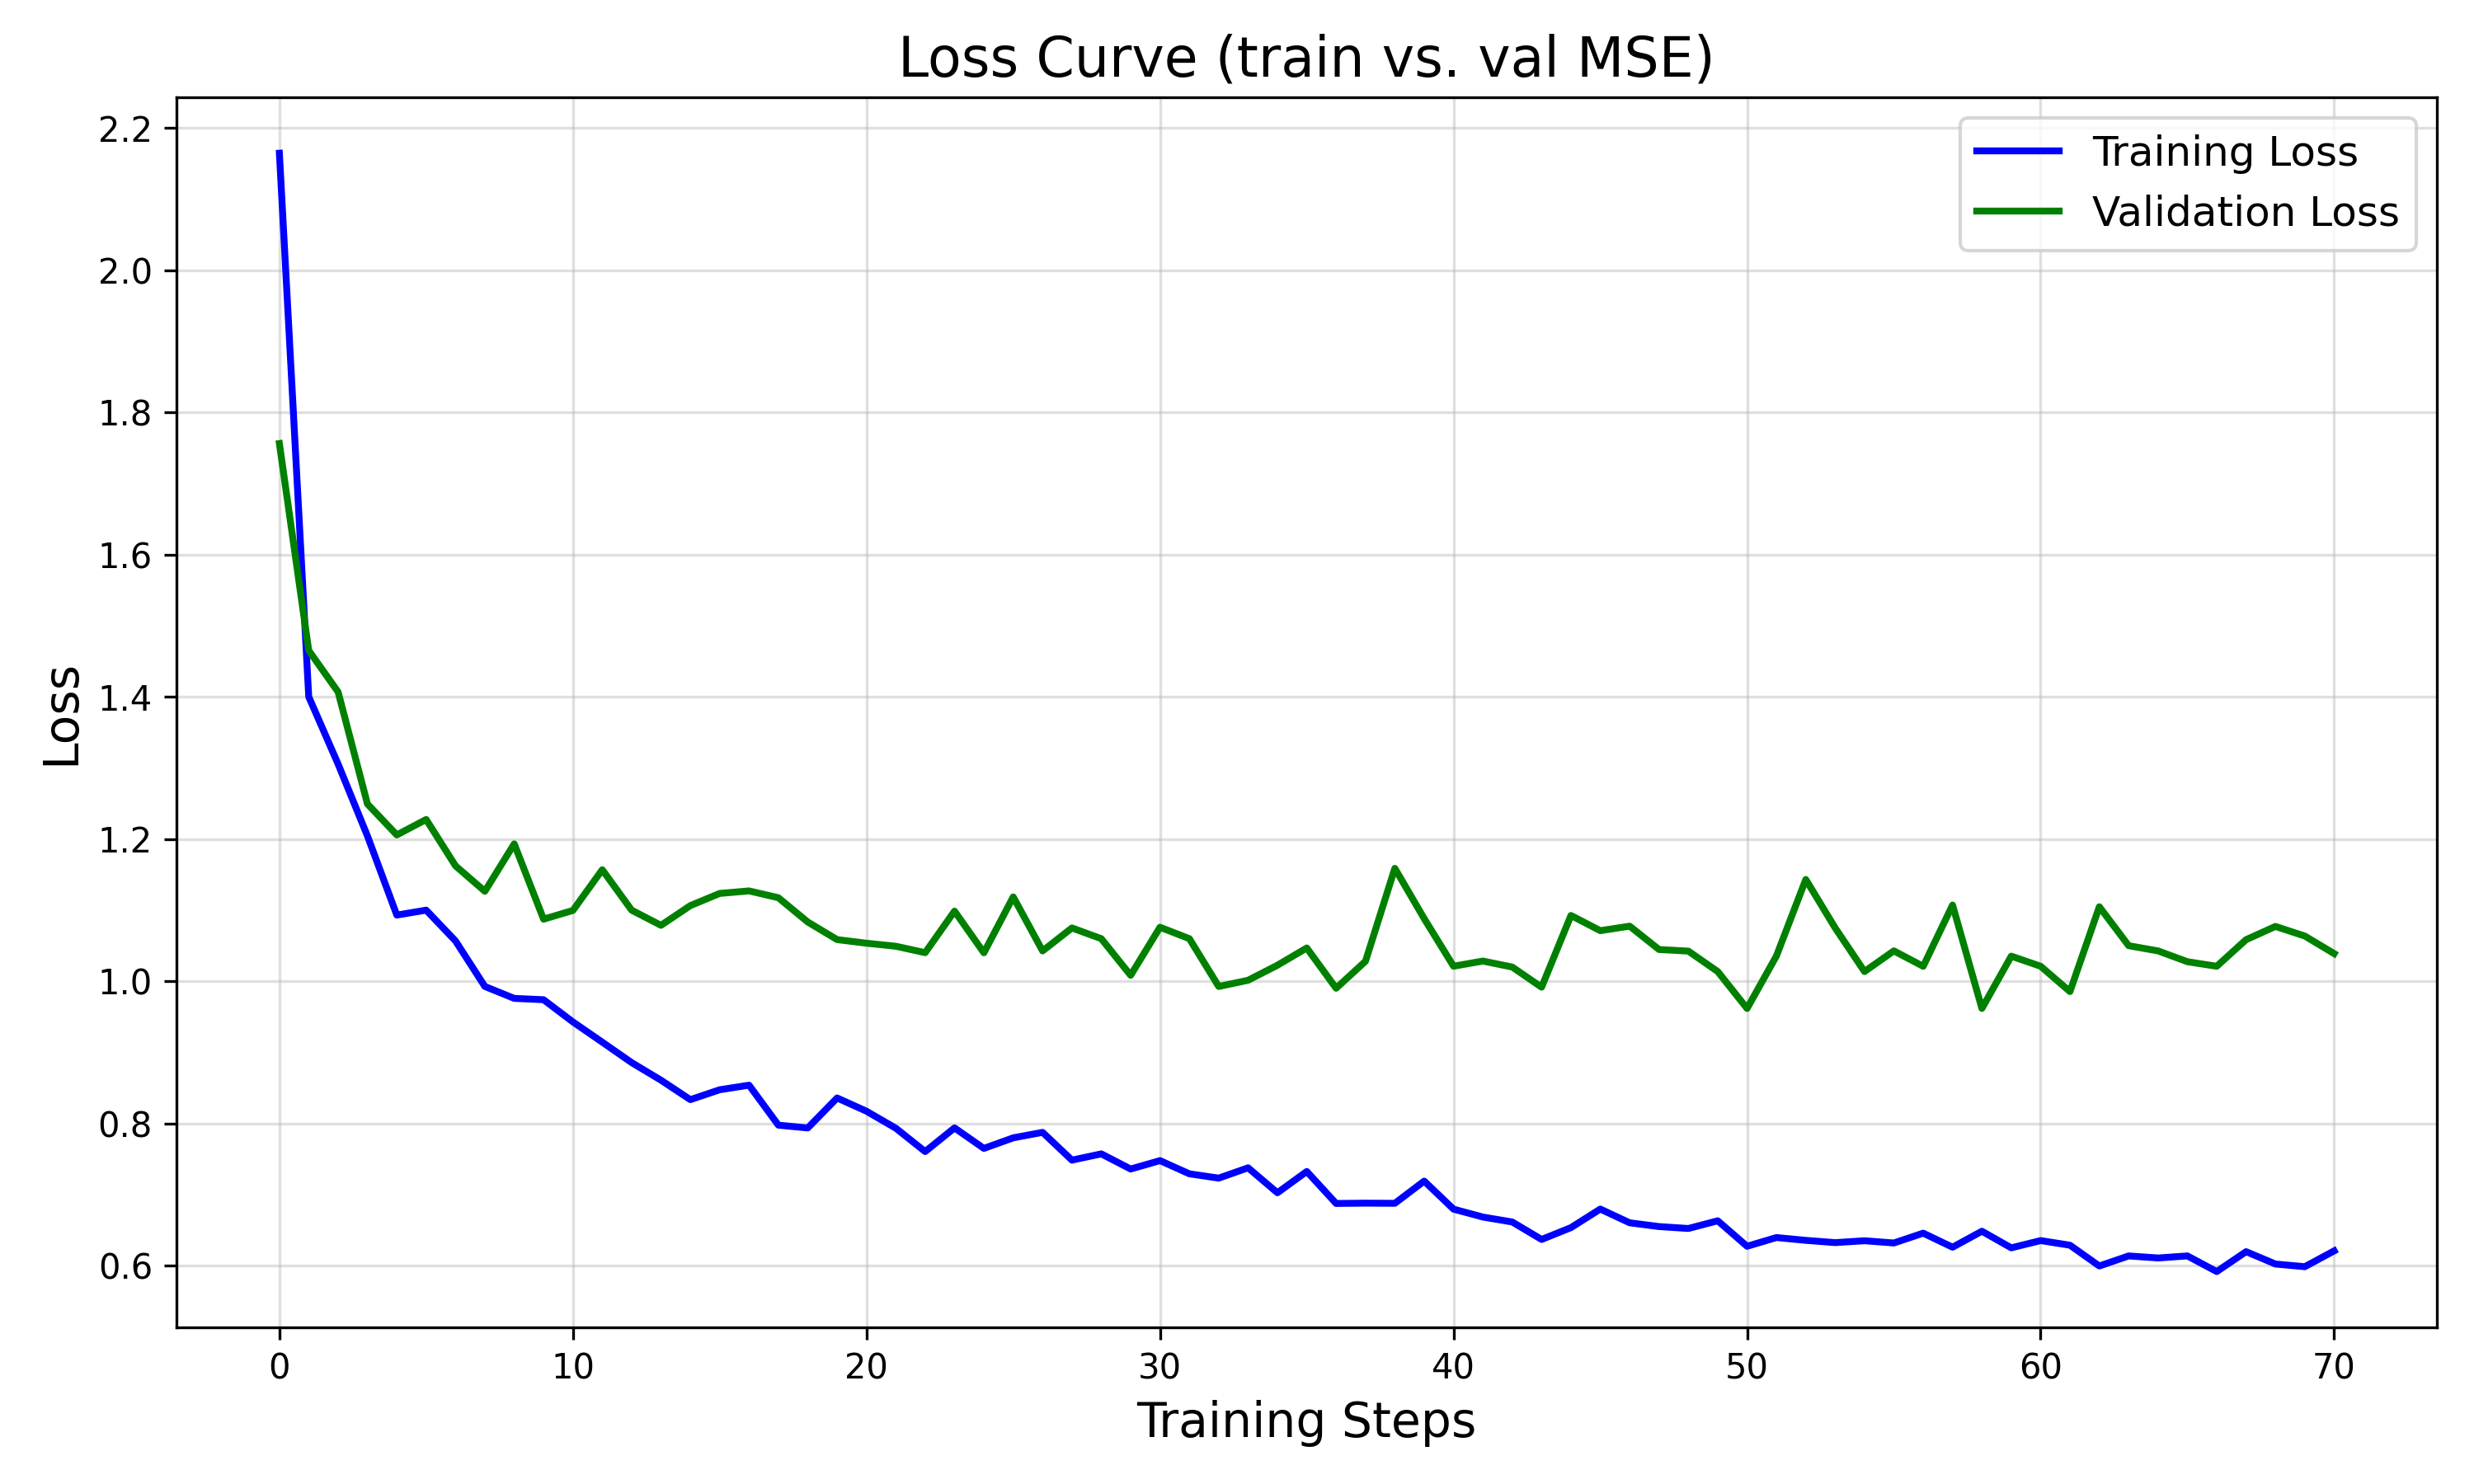 Loss Curve (train vs. val MSE)
Training Loss
Validation Loss
2.2
2.0
1.8
1.6
1.4
1.2
1.0
0.8
0.6
Loss
0 10 20 30 40 50 60 70
Training Steps